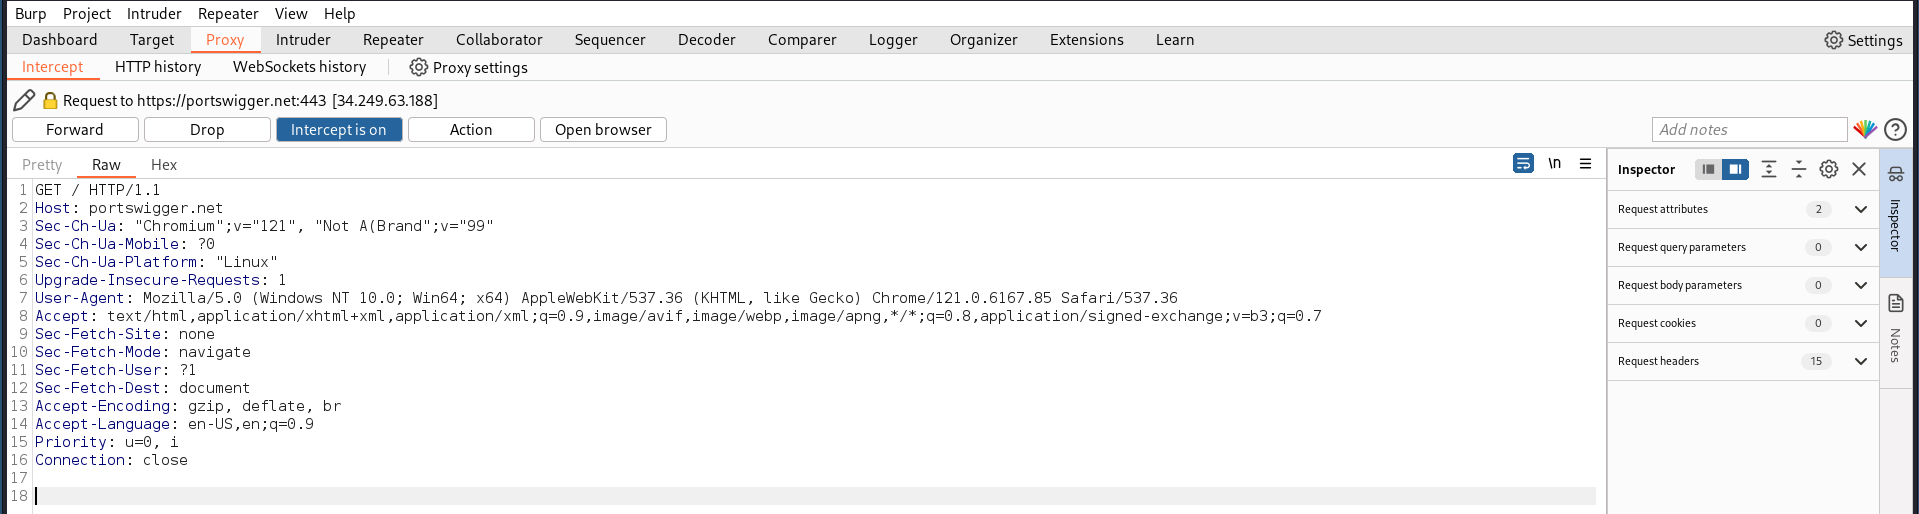 Burp Project Intruder Repeater View Help
Dashboard Target Proxy Intruder Repeater Collaborator Sequencer Decoder Comparer Logger Organizer Extensions Learn Settings
Intercept HTTP history WebSockets history Proxy settings
Request to https://portswigger.net:443 [34.249.63.188]
Forward Drop Intercept is on Action Open browser Add notes ?
Pretty Raw Hex \n
1 GET / HTTP/1.1
2 Host: portswigger.net
3 Sec-Ch-Ua: "Chromium";v="121", "Not A(Brand";v="99"
4 Sec-Ch-Ua-Mobile: ?0
5 Sec-Ch-Ua-Platform: "Linux"
6 Upgrade-Insecure-Requests: 1
7 User-Agent: Mozilla/5.0 (Windows NT 10.0; Win64; x64) AppleWebKit/537.36 (KHTML, like Gecko) Chrome/121.0.6167.85 Safari/537.36
8 Accept: text/html,application/xhtml+xml,application/xml;q=0.9,image/avif,image/webp,image/apng,*/*;q=0.8,application/signed-exchange;v=b3;q=0.7
9 Sec-Fetch-Site: none
10 Sec-Fetch-Mode: navigate
11 Sec-Fetch-User: ?1
12 Sec-Fetch-Dest: document
13 Accept-Encoding: gzip, deflate, br
14 Accept-Language: en-US,en;q=0.9
15 Priority: u=0, i
16 Connection: close
17
18
Inspector
Request attributes 2
Request query parameters 0
Request body parameters 0
Request cookies 0
Request headers 15
Inspector
Notes